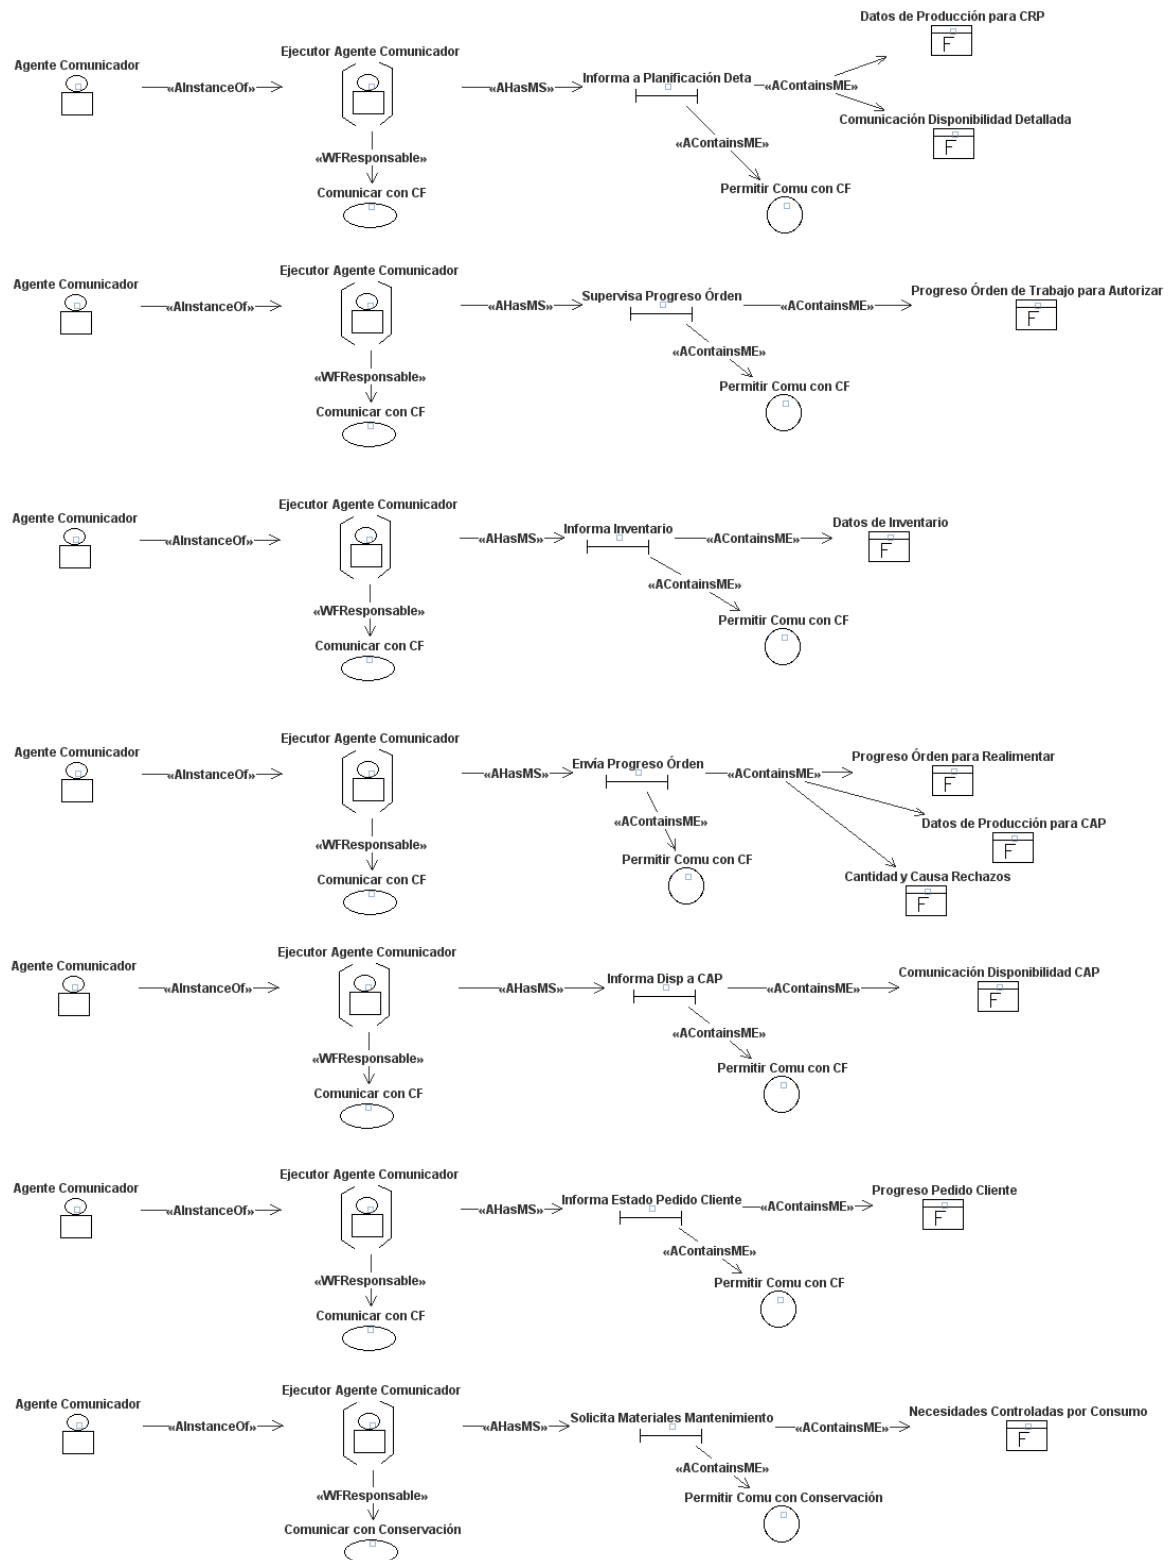 Datos de Producción para CRP
Ejecutor Agente Comunicador
Agente Comunicador
Informa a Planificación Deta
«AInstanceOf»
«AHasMS»
«AContainsME»
F
Comunicación Disponibilidad Detallada
«AContainsME»
F
«WFResponsable»
Comunicar con CF
Permitir Comu con CF
Ejecutor Agente Comunicador
Agente Comunicador
Supervisa Progreso Órden
Progreso Órden de Trabajo para Autorizar
«AInstanceOf»
«AHasMS»
«AContainsME»
F
«AContainsME»
«WFResponsable»
Permitir Comu con CF
Comunicar con CF
Ejecutor Agente Comunicador
Agente Comunicador
Informa Inventario
Datos de Inventario
«AInstanceOf»
«AHasMS»
«AContainsME»
F
«AContainsME»
«WFResponsable»
Permitir Comu con CF
Comunicar con CF
Ejecutor Agente Comunicador
Agente Comunicador
Envía Progreso Órden
Progreso Órden para Realimentar
«AInstanceOf»
«AHasMS»
«AContainsME»
F
«AContainsME»
Datos de Producción para CAP
F
«WFResponsable»
Permitir Comu con CF
Comunicar con CF
Cantidad y Causa Rechazos
F
Ejecutor Agente Comunicador
Agente Comunicador
Informa Disp a CAP
Comunicación Disponibilidad CAP
«AInstanceOf»
«AHasMS»
«AContainsME»
F
«AContainsME»
«WFResponsable»
Permitir Comu con CF
Comunicar con CF
Ejecutor Agente Comunicador
Agente Comunicador
Informa Estado Pedido Cliente
Progreso Pedido Cliente
«AInstanceOf»
«AHasMS»
«AContainsME»
F
«AContainsME»
«WFResponsable»
Permitir Comu con CF
Comunicar con CF
Ejecutor Agente Comunicador
Agente Comunicador
Solicita Materiales Mantenimiento
Necesidades Controladas por Consumo
«AInstanceOf»
«AHasMS»
«AContainsME»
F
«AContainsME»
«WFResponsable»
Permitir Comu con Conservación
Comunicar con Conservación